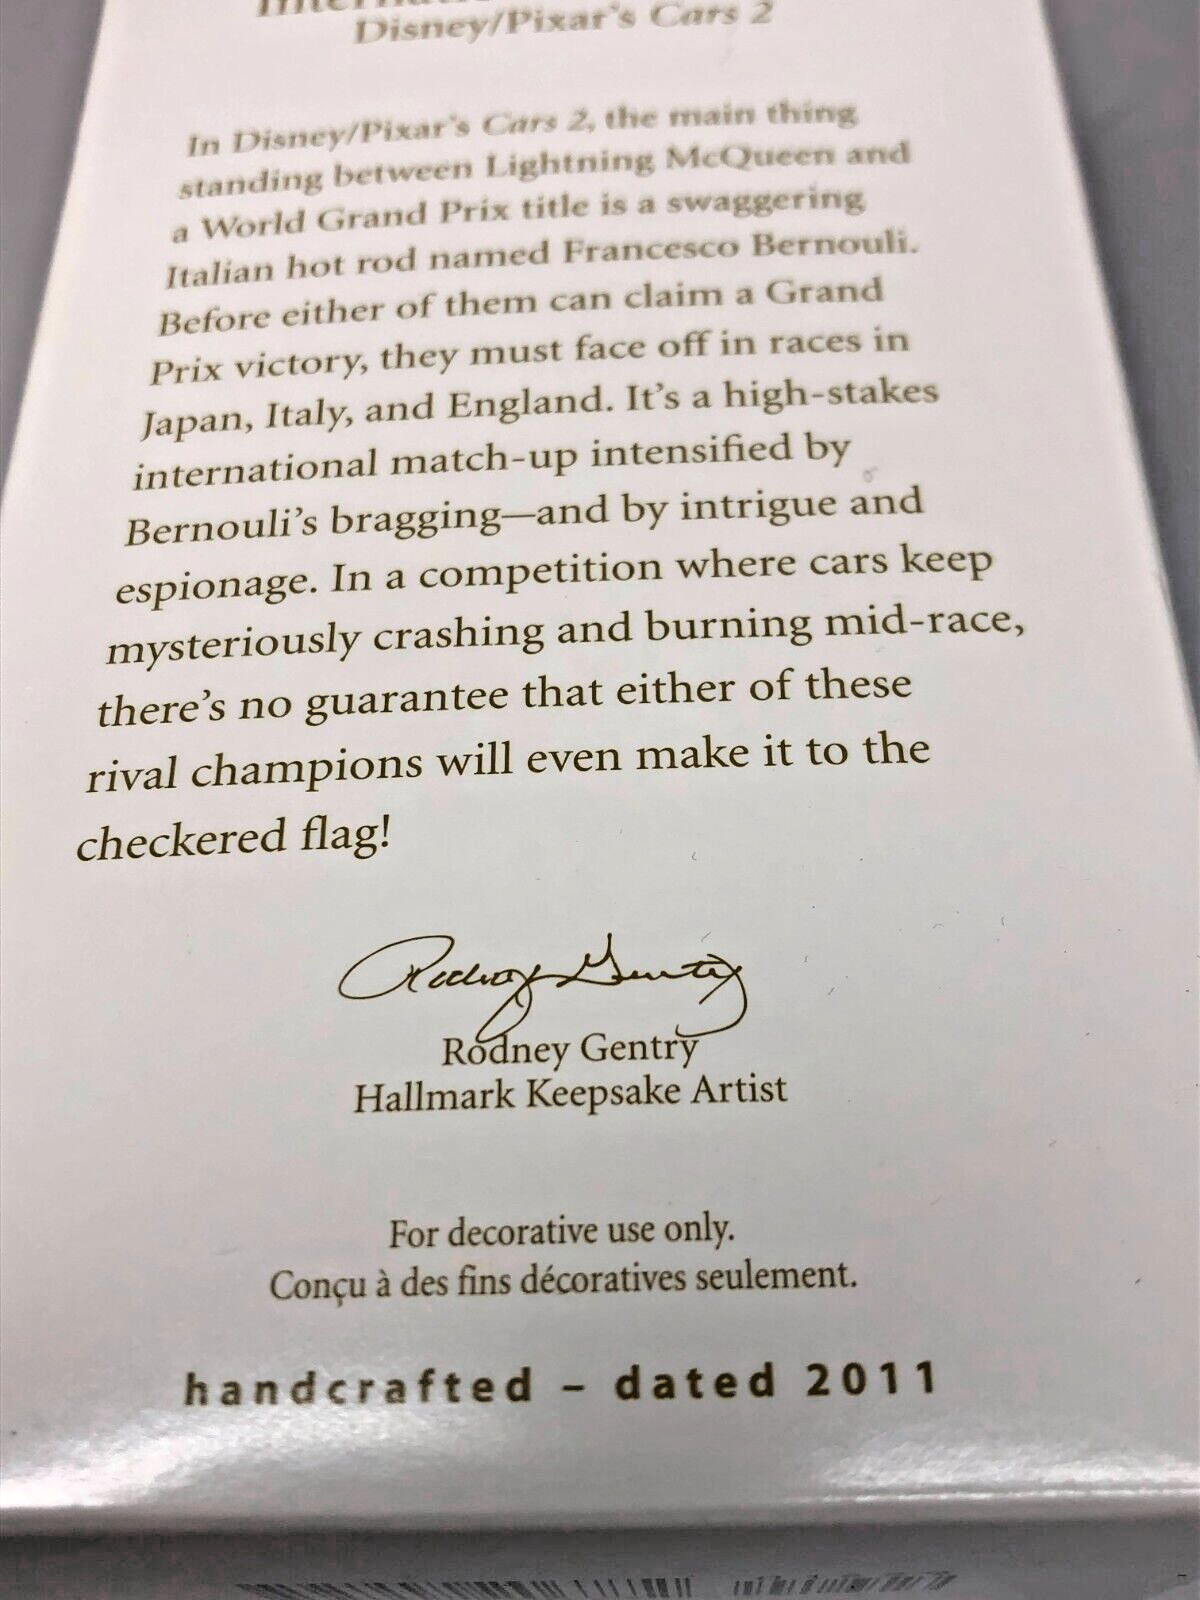 Disney/Pixar's Cars 2
In Disney/Pixar's Cars 2, the main thing
standing between Lightning McQueen and
a World Grand Prix title is a swaggering
Italian hot rod named Francesco Bernouli.
Before either of them can claim a Grand
Prix victory, they must face off in races in
Japan, Italy, and England. It's a high-stakes
international match-up intensified by
Bernouli's bragging—and by intrigue and
espionage. In a competition where cars keep
mysteriously crashing and burning mid-race,
there's no guarantee that either of these
rival champions will even make it to the
checkered flag!
Rodney Gentry
Rodney Gentry
Hallmark Keepsake Artist
For decorative use only.
Conçu à des fins décoratives seulement.
handcrafted – dated 2011